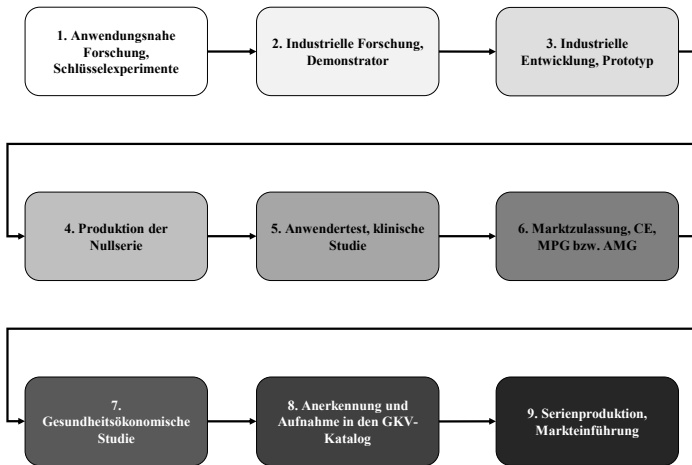 1. Anwendungsnahe
Forschung,
Schlüsselexperimente
2. Industrielle Forschung,
Demonstrator
3. Industrielle
Entwicklung, Prototyp
4. Produktion der
Nullserie
5. Anwendertest, klinische
Studie
6. Marktzulassung, CE,
MPG bzw. AMG
7.
Gesundheitsökonomische
Studie
8. Anerkennung und
Aufnahme in den GKV-
Katalog
9. Serienproduktion,
Markteinführung